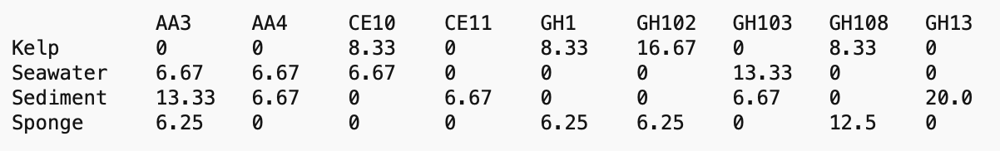 AA3 AA4 CE10 CE11 GH1 GH102 GH103 GH108 GH13
Kelp 0 0 8.33 0 8.33 16.67 0 8.33 0
Seawater 6.67 6.67 6.67 0 0 0 13.33 0 0
Sediment 13.33 6.67 0 6.67 0 0 6.67 0 20.0
Sponge 6.25 0 0 0 6.25 6.25 0 12.5 0